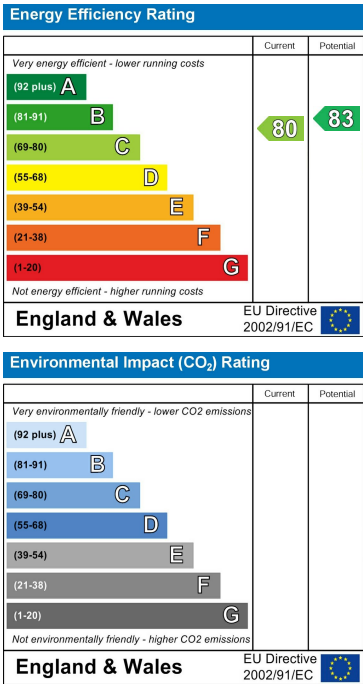 Energy Efficiency Rating
Current Potential
Very energy efficient - lower running costs
(92 plus) A
(81-91) B
(69-80) C
(55-68) D
(39-54) E
(21-38) F
(1-20) G
80 83
Not energy efficient - higher running costs
England & Wales
EU Directive
2002/91/EC
Environmental Impact (CO₂) Rating
Current Potential
Very environmentally friendly - lower CO2 emissions
(92 plus) A
(81-91) B
(69-80) C
(55-68) D
(39-54) E
(21-38) F
(1-20) G
Not environmentally friendly - higher CO2 emissions
England & Wales
EU Directive
2002/91/EC